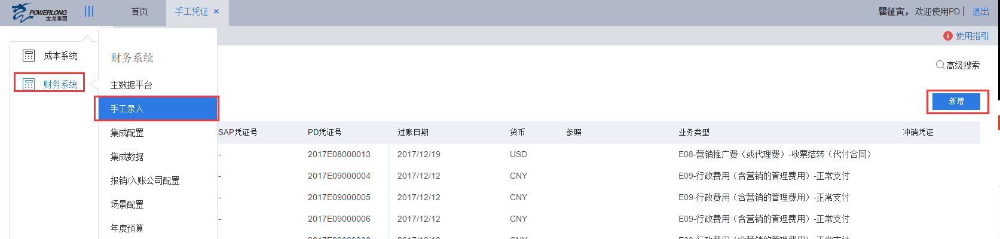 POWERLONG
宝龙集团
首页
手工凭证 ×
瞿征寅，欢迎使用PD | 退出
使用指引
成本系统
财务系统
财务系统
主数据平台
手工录入
集成配置
集成数据
报销/入账公司配置
场景配置
年度预算
高级搜索
新增
SAP凭证号 PD凭证号 过账日期 货币 参照 业务类型 冲销凭证
- 2017E08000013 2017/12/19 USD E08-营销推广费（或代理费）-收票结转（代付合同）
- 2017E09000004 2017/12/12 CNY E09-行政费用（含营销的管理费用）-正常支付
- 2017E09000005 2017/12/12 CNY E09-行政费用（含营销的管理费用）-正常支付
- 2017E09000006 2017/12/12 CNY E09-行政费用（含营销的管理费用）-正常支付